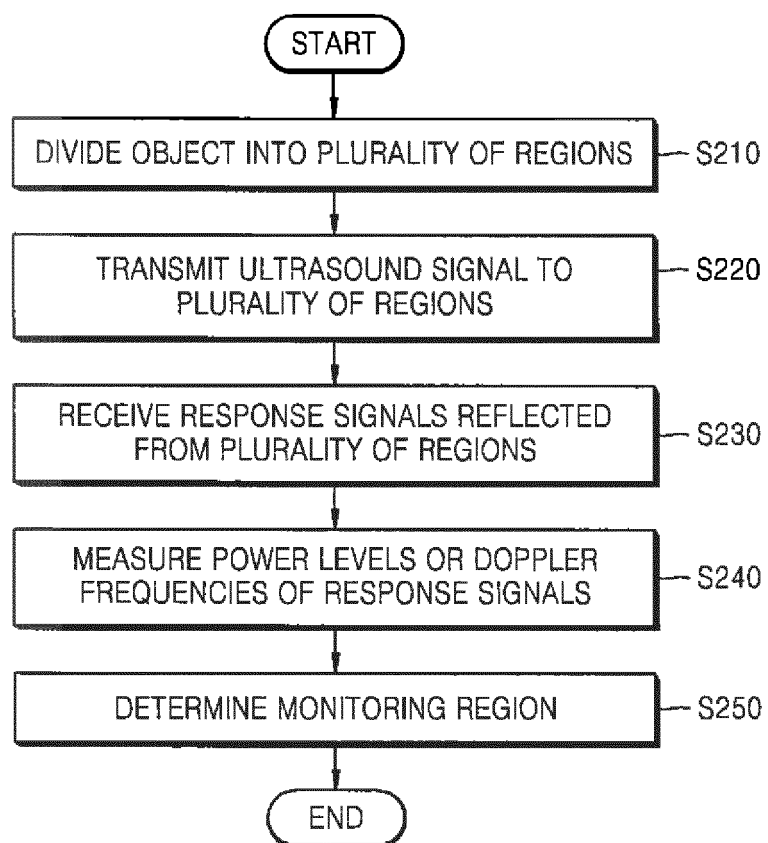 START
DIVIDE OBJECT INTO PLURALITY OF REGIONS
S210
TRANSMIT ULTRASOUND SIGNAL TO
PLURALITY OF REGIONS
S220
RECEIVE RESPONSE SIGNALS REFLECTED
FROM PLURALITY OF REGIONS
S230
MEASURE POWER LEVELS OR DOPPLER
FREQUENCIES OF RESPONSE SIGNALS
S240
DETERMINE MONITORING REGION
S250
END